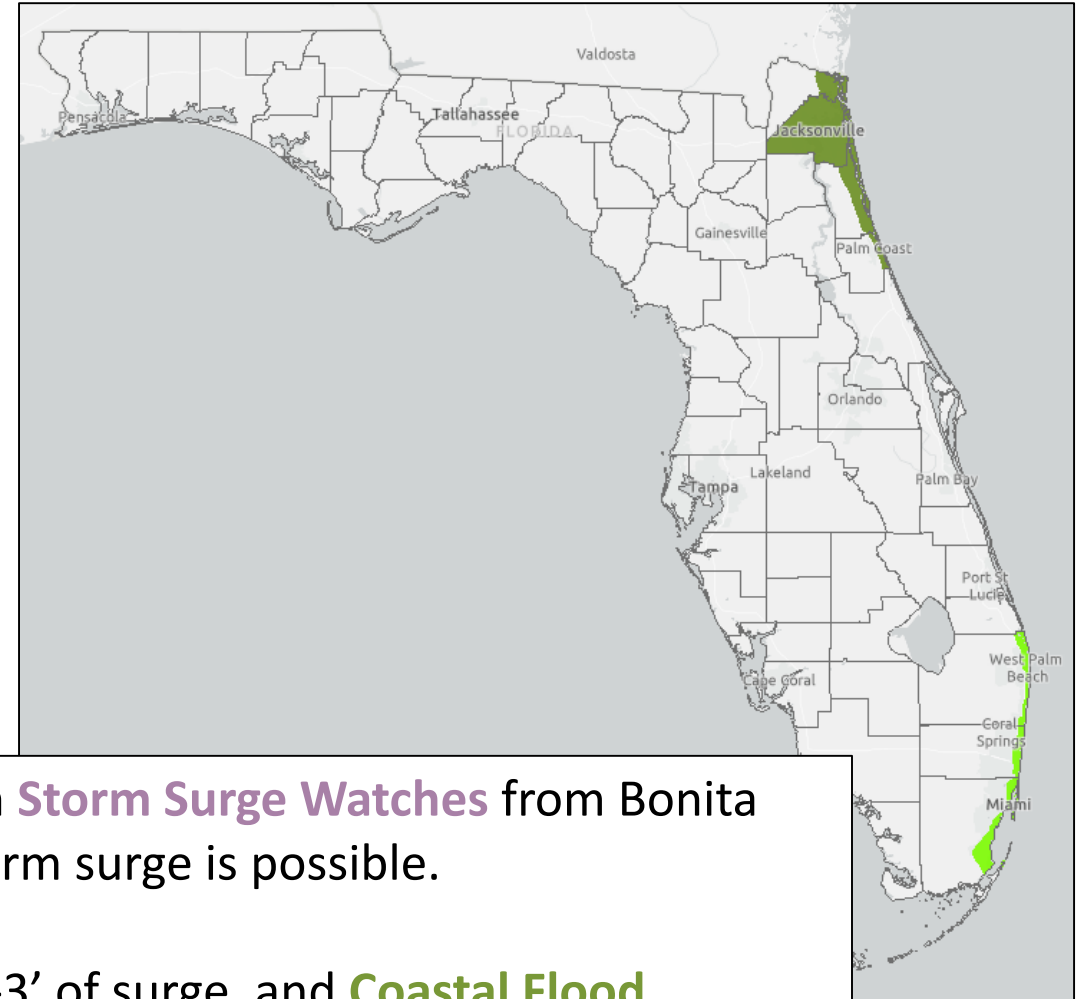 Valdosta
Pensacola
Tallahassee
FLORIDA
Jacksonville
Gainesville
Palm Coast
Orlando
Lakeland
Palm Bay
Tampa
Port St
Lucie
West Palm
Beach
Cape Coral
Coral
Springs
Miami
Storm Surge Watches from Bonita
rm surge is possible.
3’ of surge, and Coastal Flood